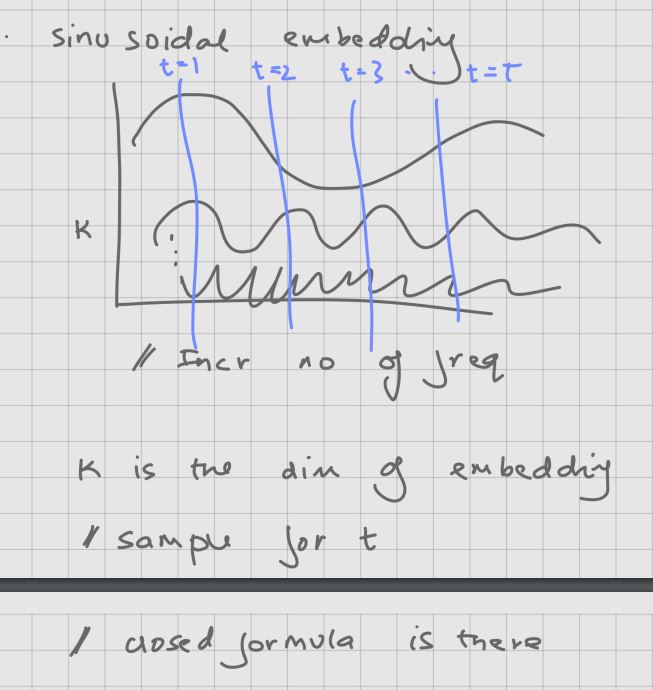 · sinusoidal embedding
t=1 t=2 t=3 · · t=T
K
// Incr no of freq
K is the dim of embedding
// sample for t
// closed formula is there